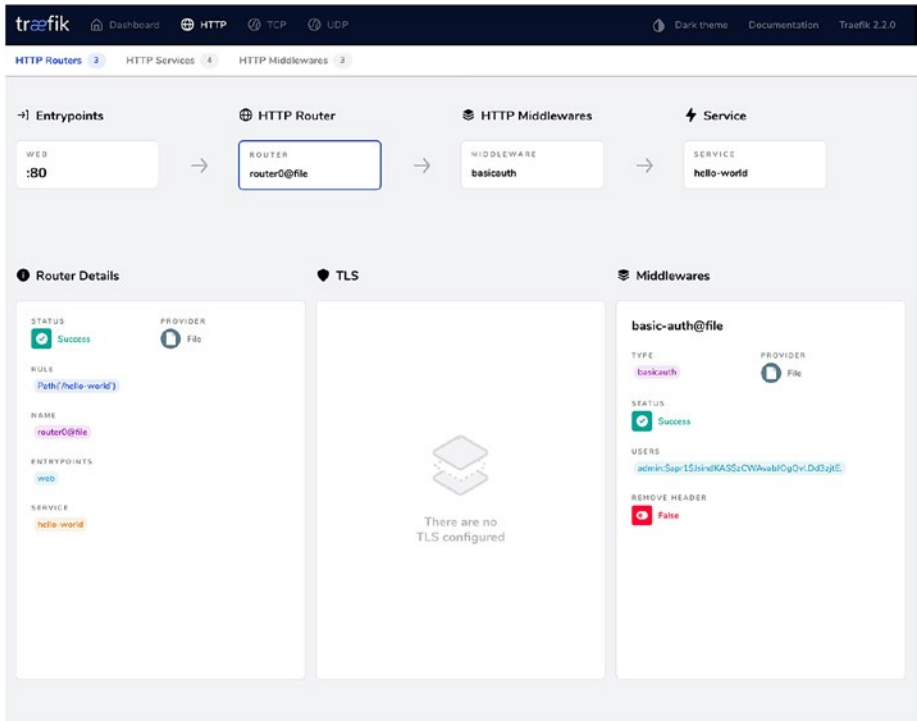 træfik Dashboard HTTP TCP UDP Dark theme Documentation Traefik 2.2.0
HTTP Routers 3 HTTP Services 4 HTTP Middlewares 3
Entrypoints HTTP Router HTTP Middlewares Service
WEB ROUTER MIDDLEWARE SERVICE
:80 router0@file basicauth hello-world
Router Details TLS Middlewares
basic-auth@file
STATUS PROVIDER
Success File
TYPE PROVIDER
basicauth File
RULE
Path(`/hello-world`)
NAME
router0@file
STATUS
Success
ENTRYPOINTS
web
USERS
SERVICE
hello-world
REMOVE HEADER
False
There are no
TLS configured